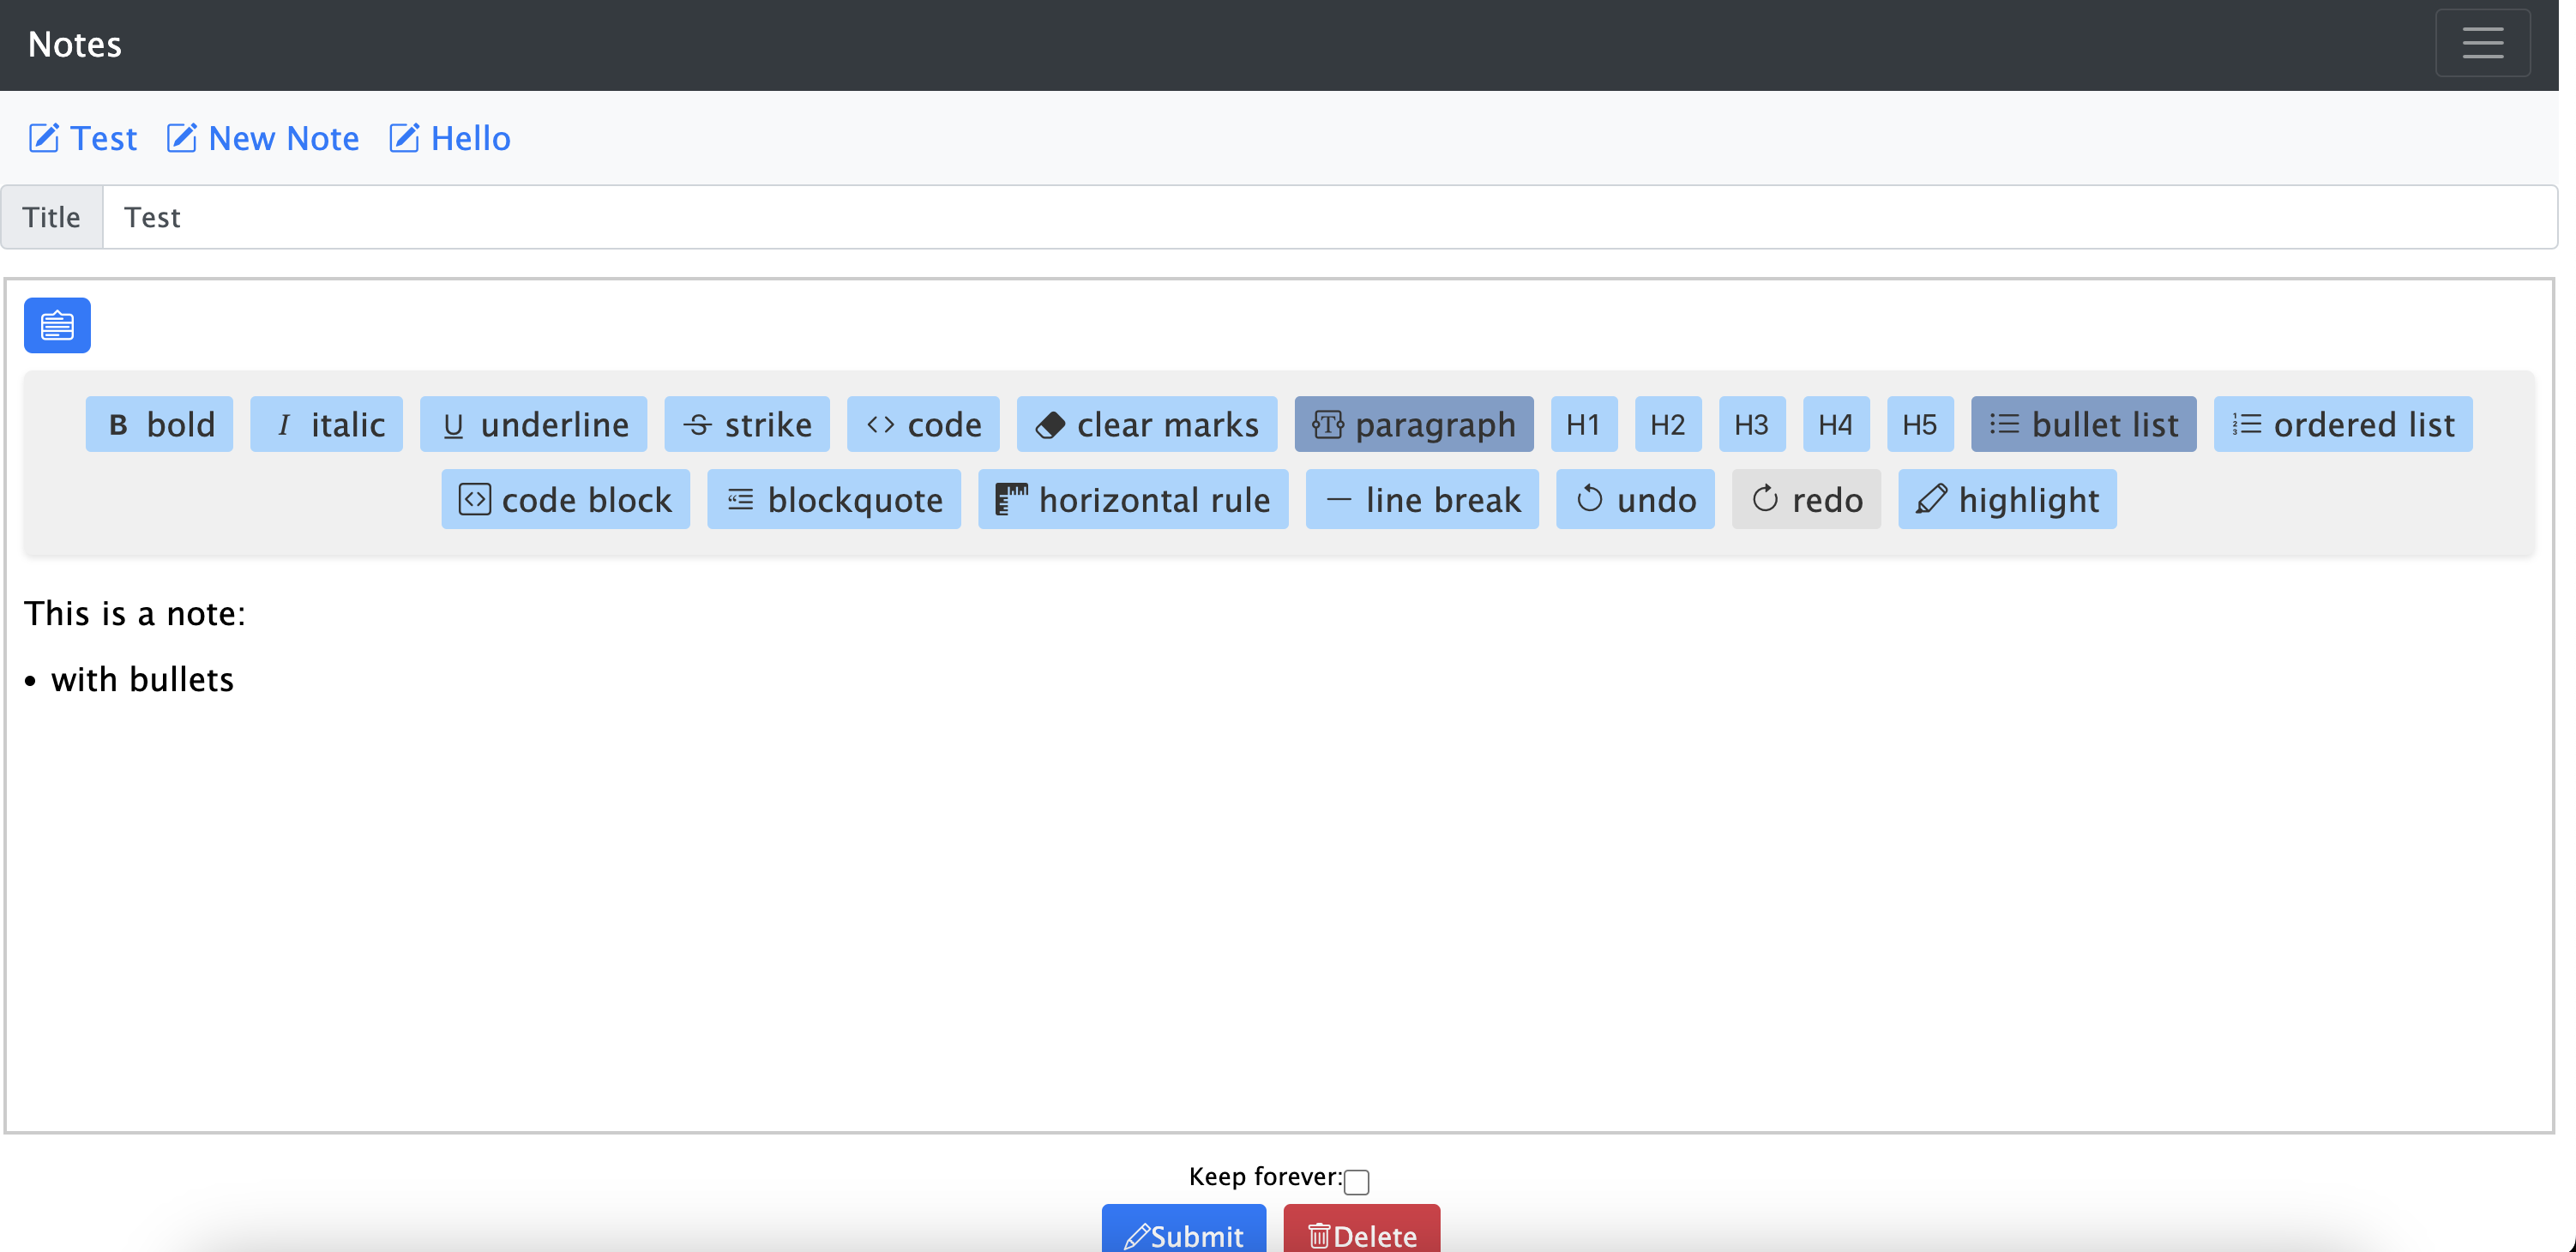 Notes
Test New Note Hello
Title Test
B bold I italic U underline S strike <> code clear marks T paragraph H1 H2 H3 H4 H5 bullet list ordered list
<> code block blockquote horizontal rule line break undo redo highlight
This is a note:
• with bullets
Keep forever:
Submit Delete